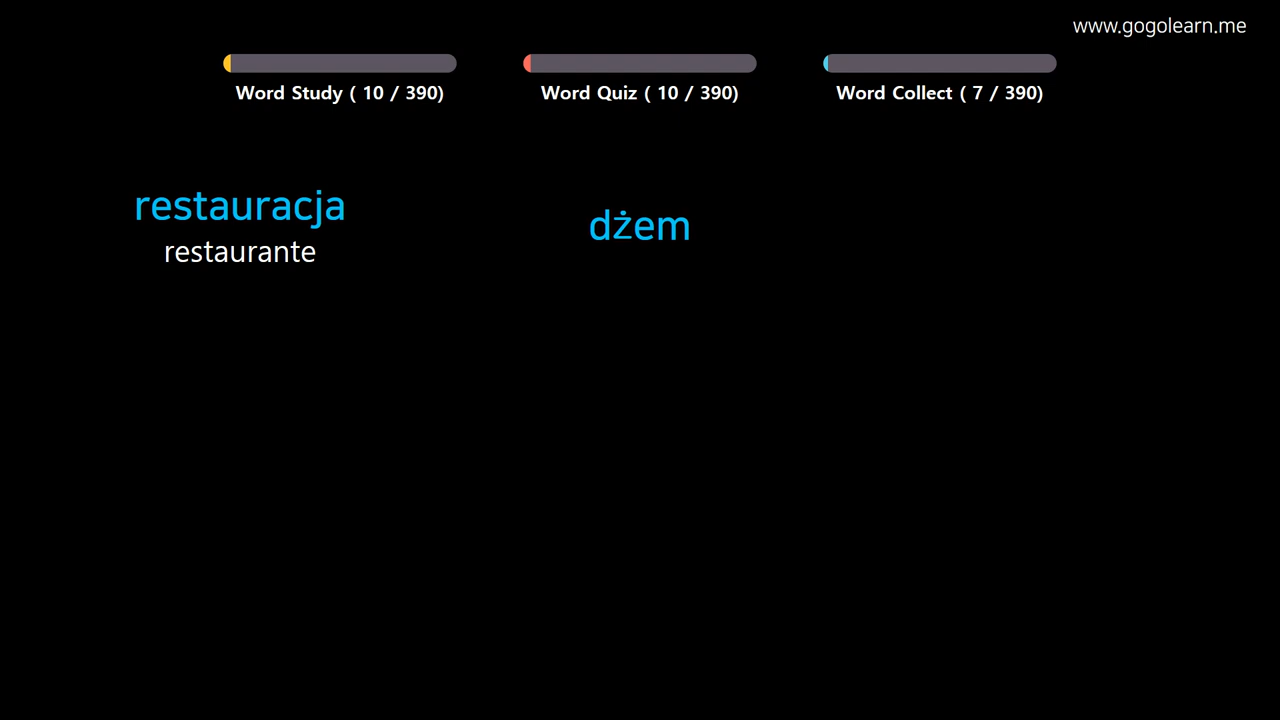 www.gogolearn.me
Word Study ( 10 / 390)
Word Quiz ( 10 / 390)
Word Collect ( 7 / 390)
restauracja
restaurante
dżem